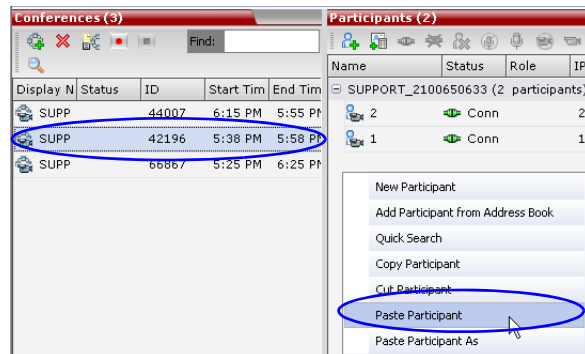 Conferences (3)
Find:
Display N Status ID Start Tim End Tim
SUPP 44007 6:15 PM 5:55 PM
SUPP 42196 5:38 PM 5:58 PM
SUPP 66867 5:25 PM 6:25 PM
Participants (2)
Name Status Role IP
SUPPORT_2100650633 (2 participants)
2 Conn 2
1 Conn 1
New Participant
Add Participant from Address Book
Quick Search
Copy Participant
Cut Participant
Paste Participant
Paste Participant As